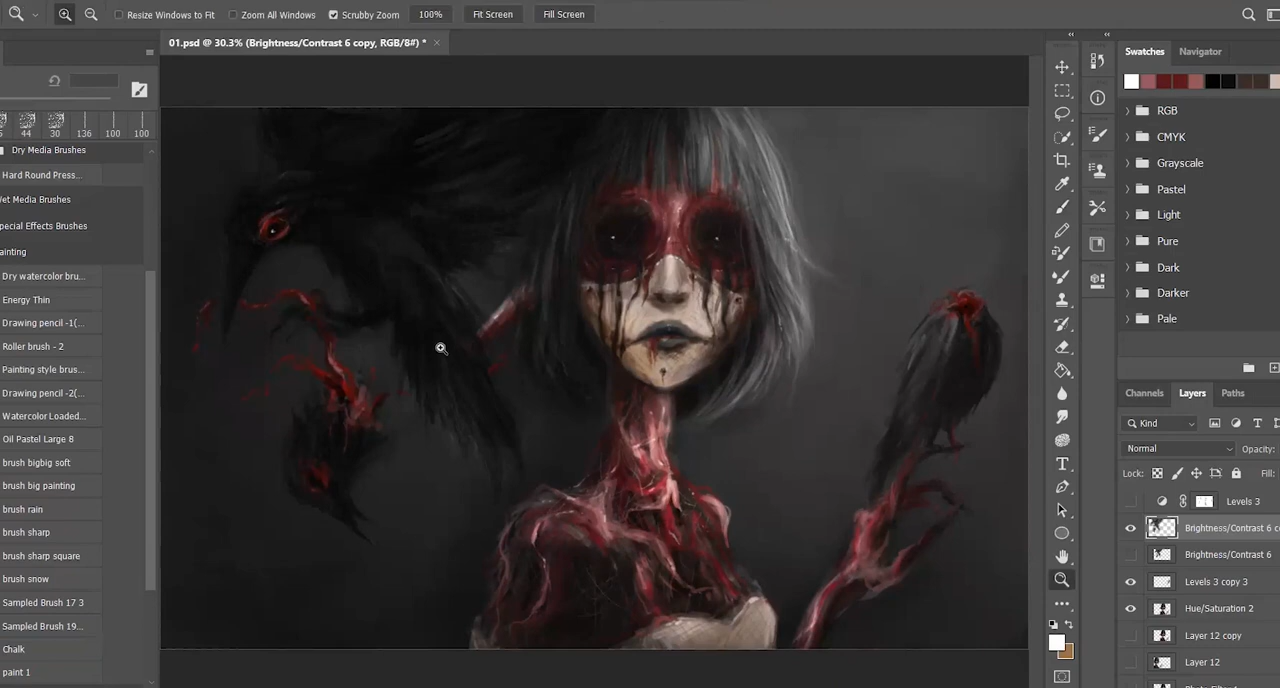 Resize Windows to Fit
Zoom All Windows
Scrubby Zoom
100%
Fit Screen
Fill Screen
01.psd @ 30.3% (Brightness/Contrast 6 copy, RGB/8#) *
44
30
136
100
100
Dry Media Brushes
Hard Round Press...
et Media Brushes
pecial Effects Brushes
ainting
Dry watercolor bru...
Energy Thin
Drawing pencil -1(...
Roller brush - 2
Painting style brus...
Drawing pencil -2(...
Watercolor Loaded...
Oil Pastel Large 8
brush bigbig soft
brush big painting
brush rain
brush sharp
brush sharp square
brush snow
Sampled Brush 17 3
Sampled Brush 19...
Chalk
paint 1
Swatches
Navigator
RGB
CMYK
Grayscale
Pastel
Light
Pure
Dark
Darker
Pale
Channels
Layers
Paths
Kind
Normal
Opacity:
Lock:
Fill:
Levels 3
Brightness/Contrast 6 co
Brightness/Contrast 6
Levels 3 copy 3
Hue/Saturation 2
Layer 12 copy
Layer 12